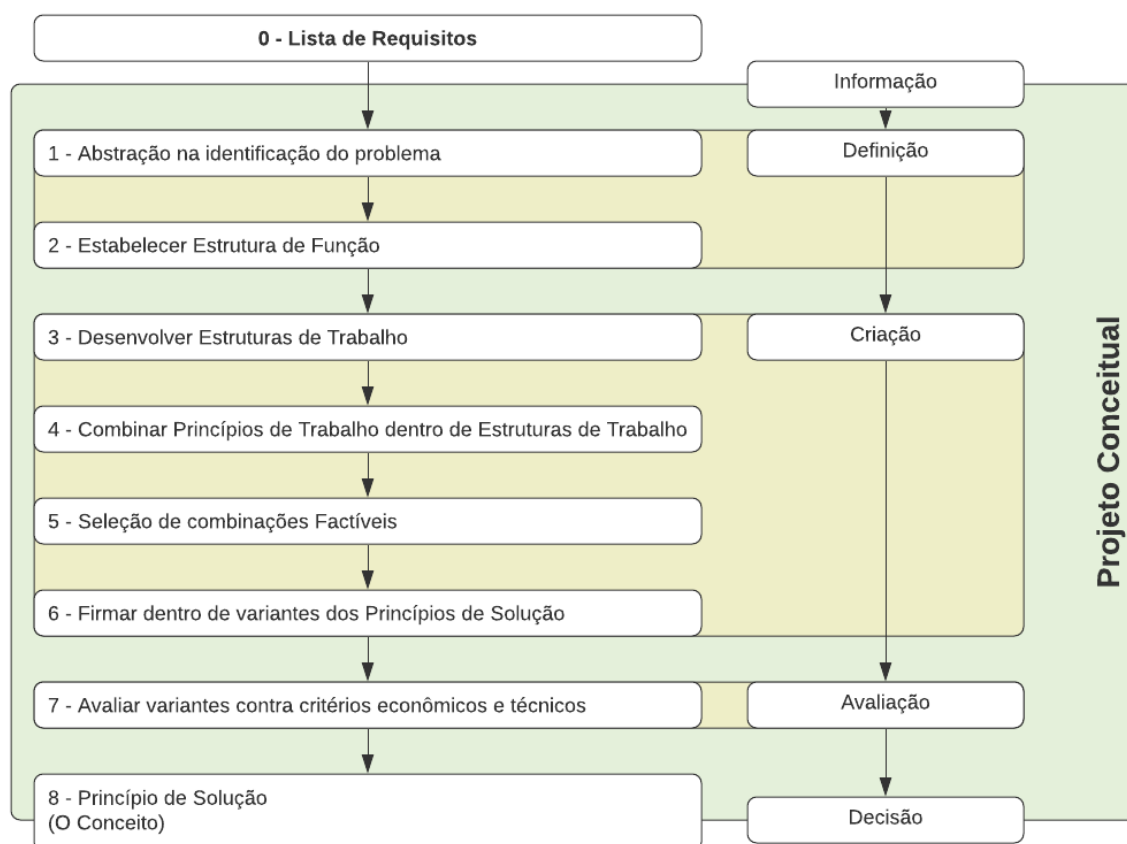 0 - Lista de Requisitos
Informação
1 - Abstração na identificação do problema
Definição
2 - Estabelecer Estrutura de Função
3 - Desenvolver Estruturas de Trabalho
Criação
4 - Combinar Princípios de Trabalho dentro de Estruturas de Trabalho
5 - Seleção de combinações Factíveis
6 - Firmar dentro de variantes dos Princípios de Solução
7 - Avaliar variantes contra critérios econômicos e técnicos
Avaliação
8 - Princípio de Solução
(O Conceito)
Decisão
Projeto Conceitual